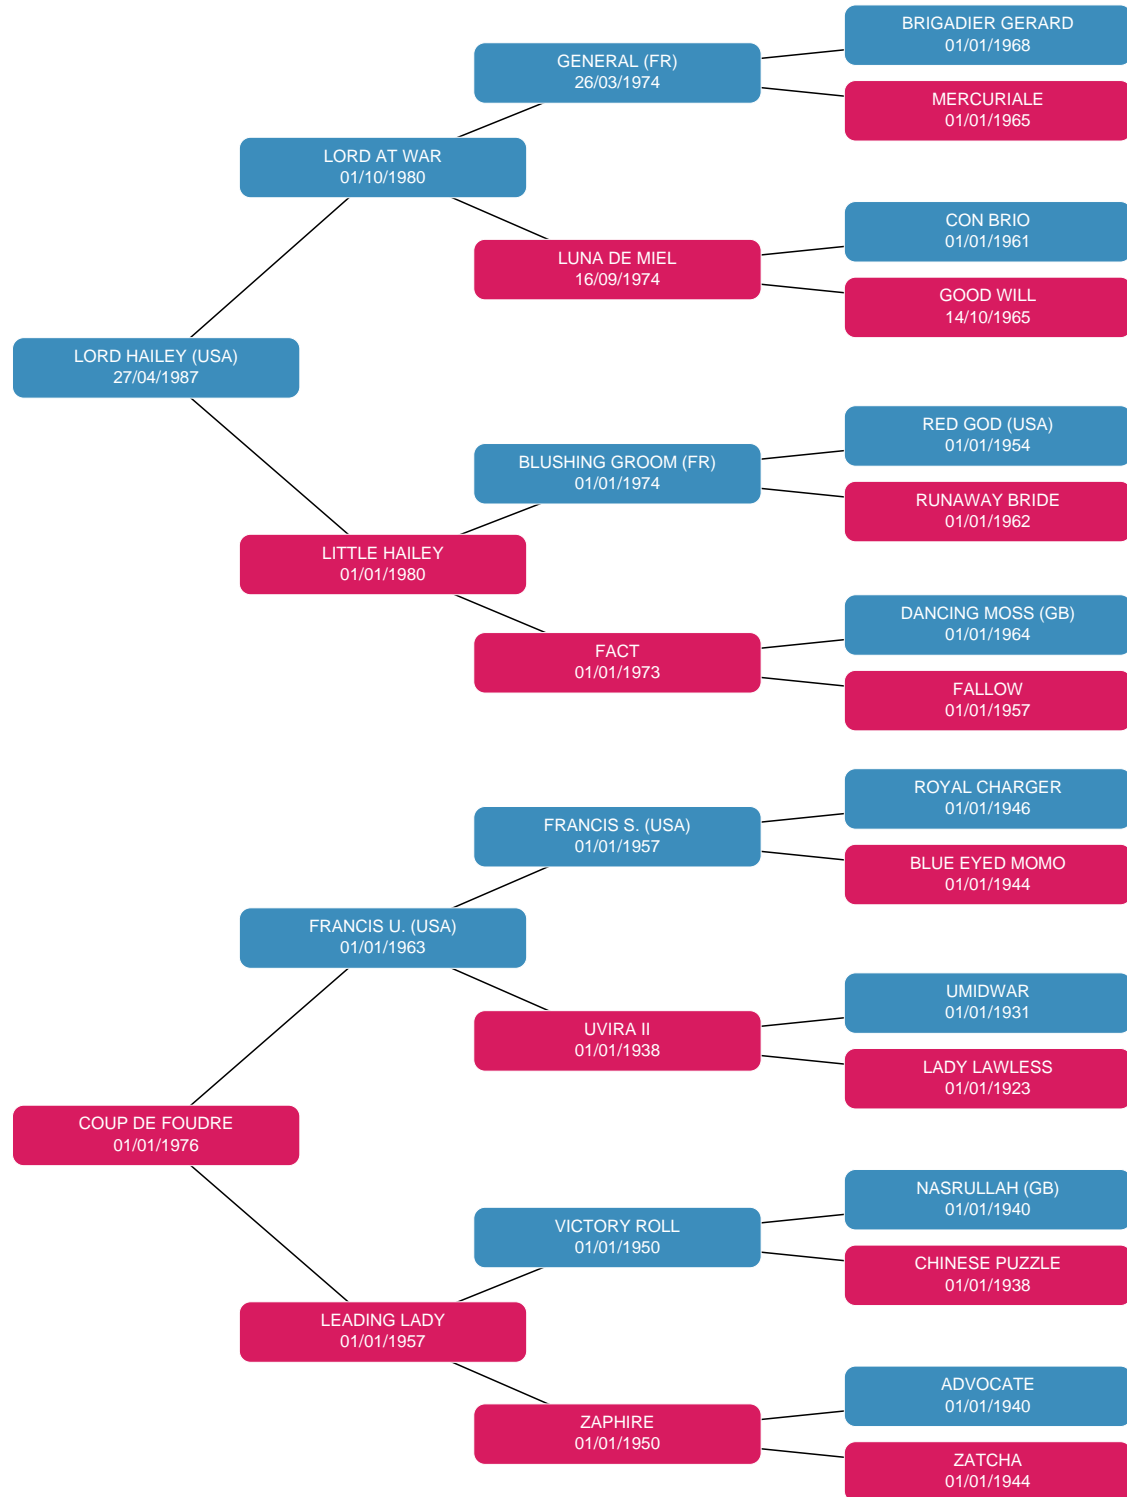 BRIGADIER GERARD
01/01/1968
GENERAL (FR)
26/03/1974
MERCURIALE
01/01/1965
LORD AT WAR
01/10/1980
CON BRIO
01/01/1961
LUNA DE MIEL
16/09/1974
GOOD WILL
14/10/1965
LORD HAILEY (USA)
27/04/1987
RED GOD (USA)
01/01/1954
BLUSHING GROOM (FR)
01/01/1974
RUNAWAY BRIDE
01/01/1962
LITTLE HAILEY
01/01/1980
DANCING MOSS (GB)
01/01/1964
FACT
01/01/1973
FALLOW
01/01/1957
ROYAL CHARGER
01/01/1946
FRANCIS S. (USA)
01/01/1957
BLUE EYED MOMO
01/01/1944
FRANCIS U. (USA)
01/01/1963
UMIDWAR
01/01/1931
UVIRA II
01/01/1938
LADY LAWLESS
01/01/1923
COUP DE FOUDRE
01/01/1976
NASRULLAH (GB)
01/01/1940
VICTORY ROLL
01/01/1950
CHINESE PUZZLE
01/01/1938
LEADING LADY
01/01/1957
ADVOCATE
01/01/1940
ZAPHIRE
01/01/1950
ZATCHA
01/01/1944